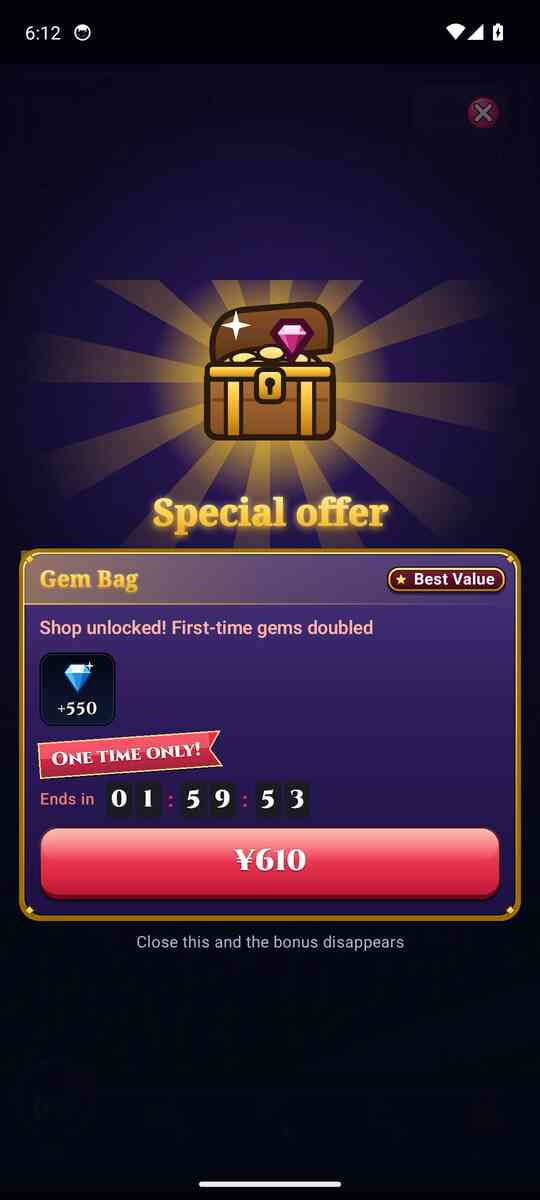 6:12
Special offer
Gem Bag
Best Value
Shop unlocked! First-time gems doubled
+550
ONE TIME ONLY!
Ends in 01:59:53
¥610
Close this and the bonus disappears